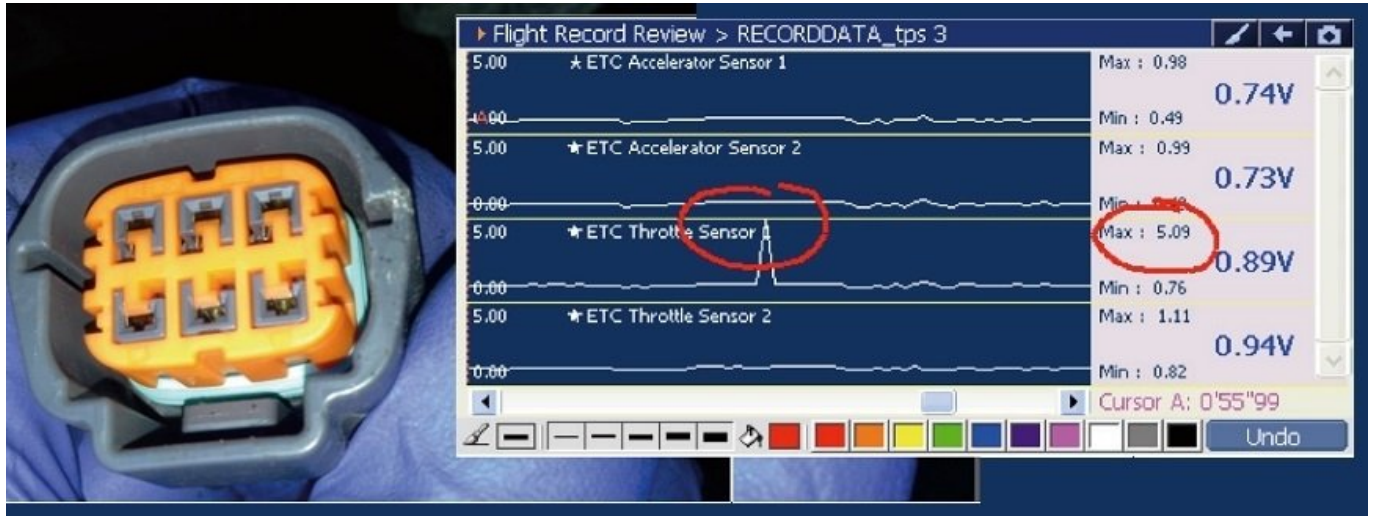 Flight Record Review > RECORDDATA_tps 3
5.00 ETC Accelerator Sensor 1 Max : 0.98
0.74V
Min : 0.49
5.00 ETC Accelerator Sensor 2 Max : 0.99
0.73V
0.00 Min :
5.00 ETC Throttle Sensor Max : 5.09
0.89V
0.00 Min : 0.76
5.00 ETC Throttle Sensor 2 Max : 1.11
0.94V
0.00 Min : 0.82
Cursor A: 0'55"99
Undo